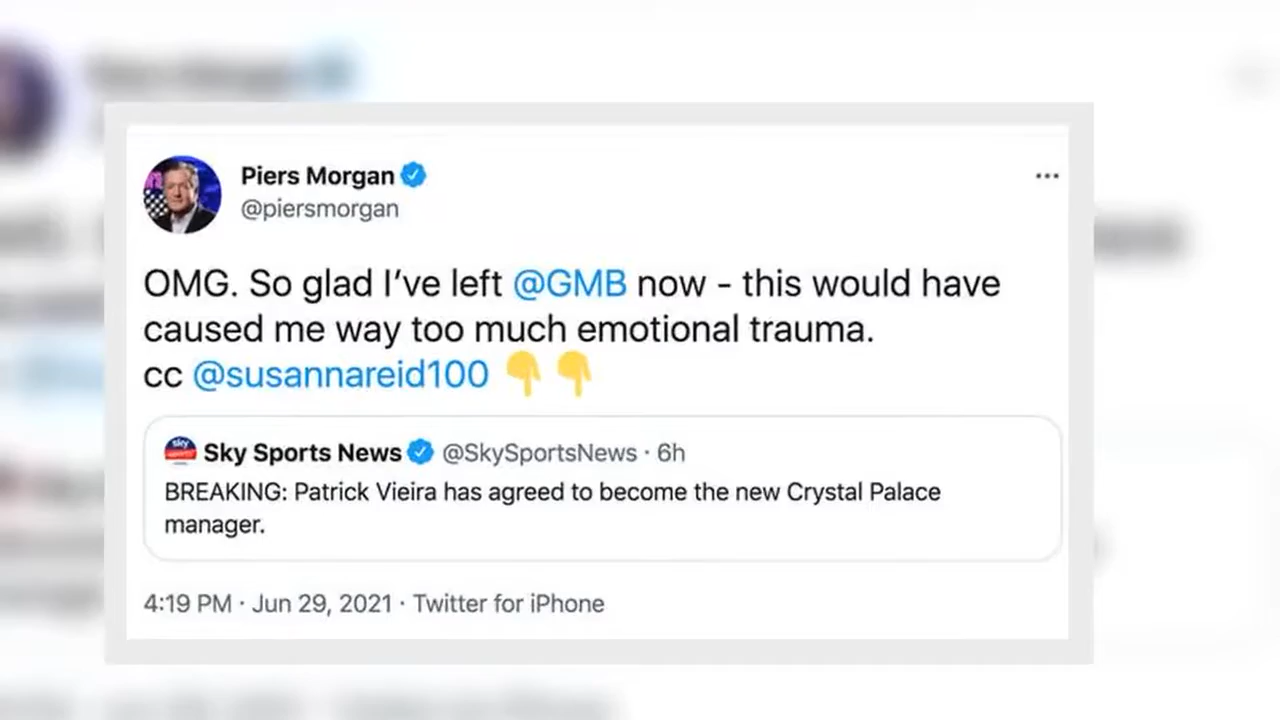 Piers Morgan
@piersmorgan
OMG. So glad I’ve left @GMB now - this would have
caused me way too much emotional trauma.
cc @susannareid100 👇👇
sky Sky Sports News @SkySportsNews · 6h
BREAKING: Patrick Vieira has agreed to become the new Crystal Palace
manager.
4:19 PM · Jun 29, 2021 · Twitter for iPhone